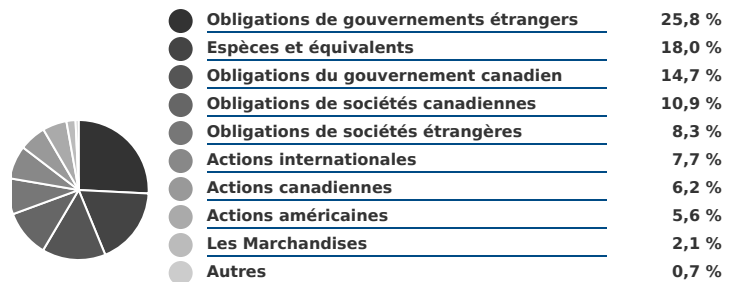 Obligations de gouvernements étrangers 25,8 %
Espèces et équivalents 18,0 %
Obligations du gouvernement canadien 14,7 %
Obligations de sociétés canadiennes 10,9 %
Obligations de sociétés étrangères 8,3 %
Actions internationales 7,7 %
Actions canadiennes 6,2 %
Actions américaines 5,6 %
Les Marchandises 2,1 %
Autres 0,7 %